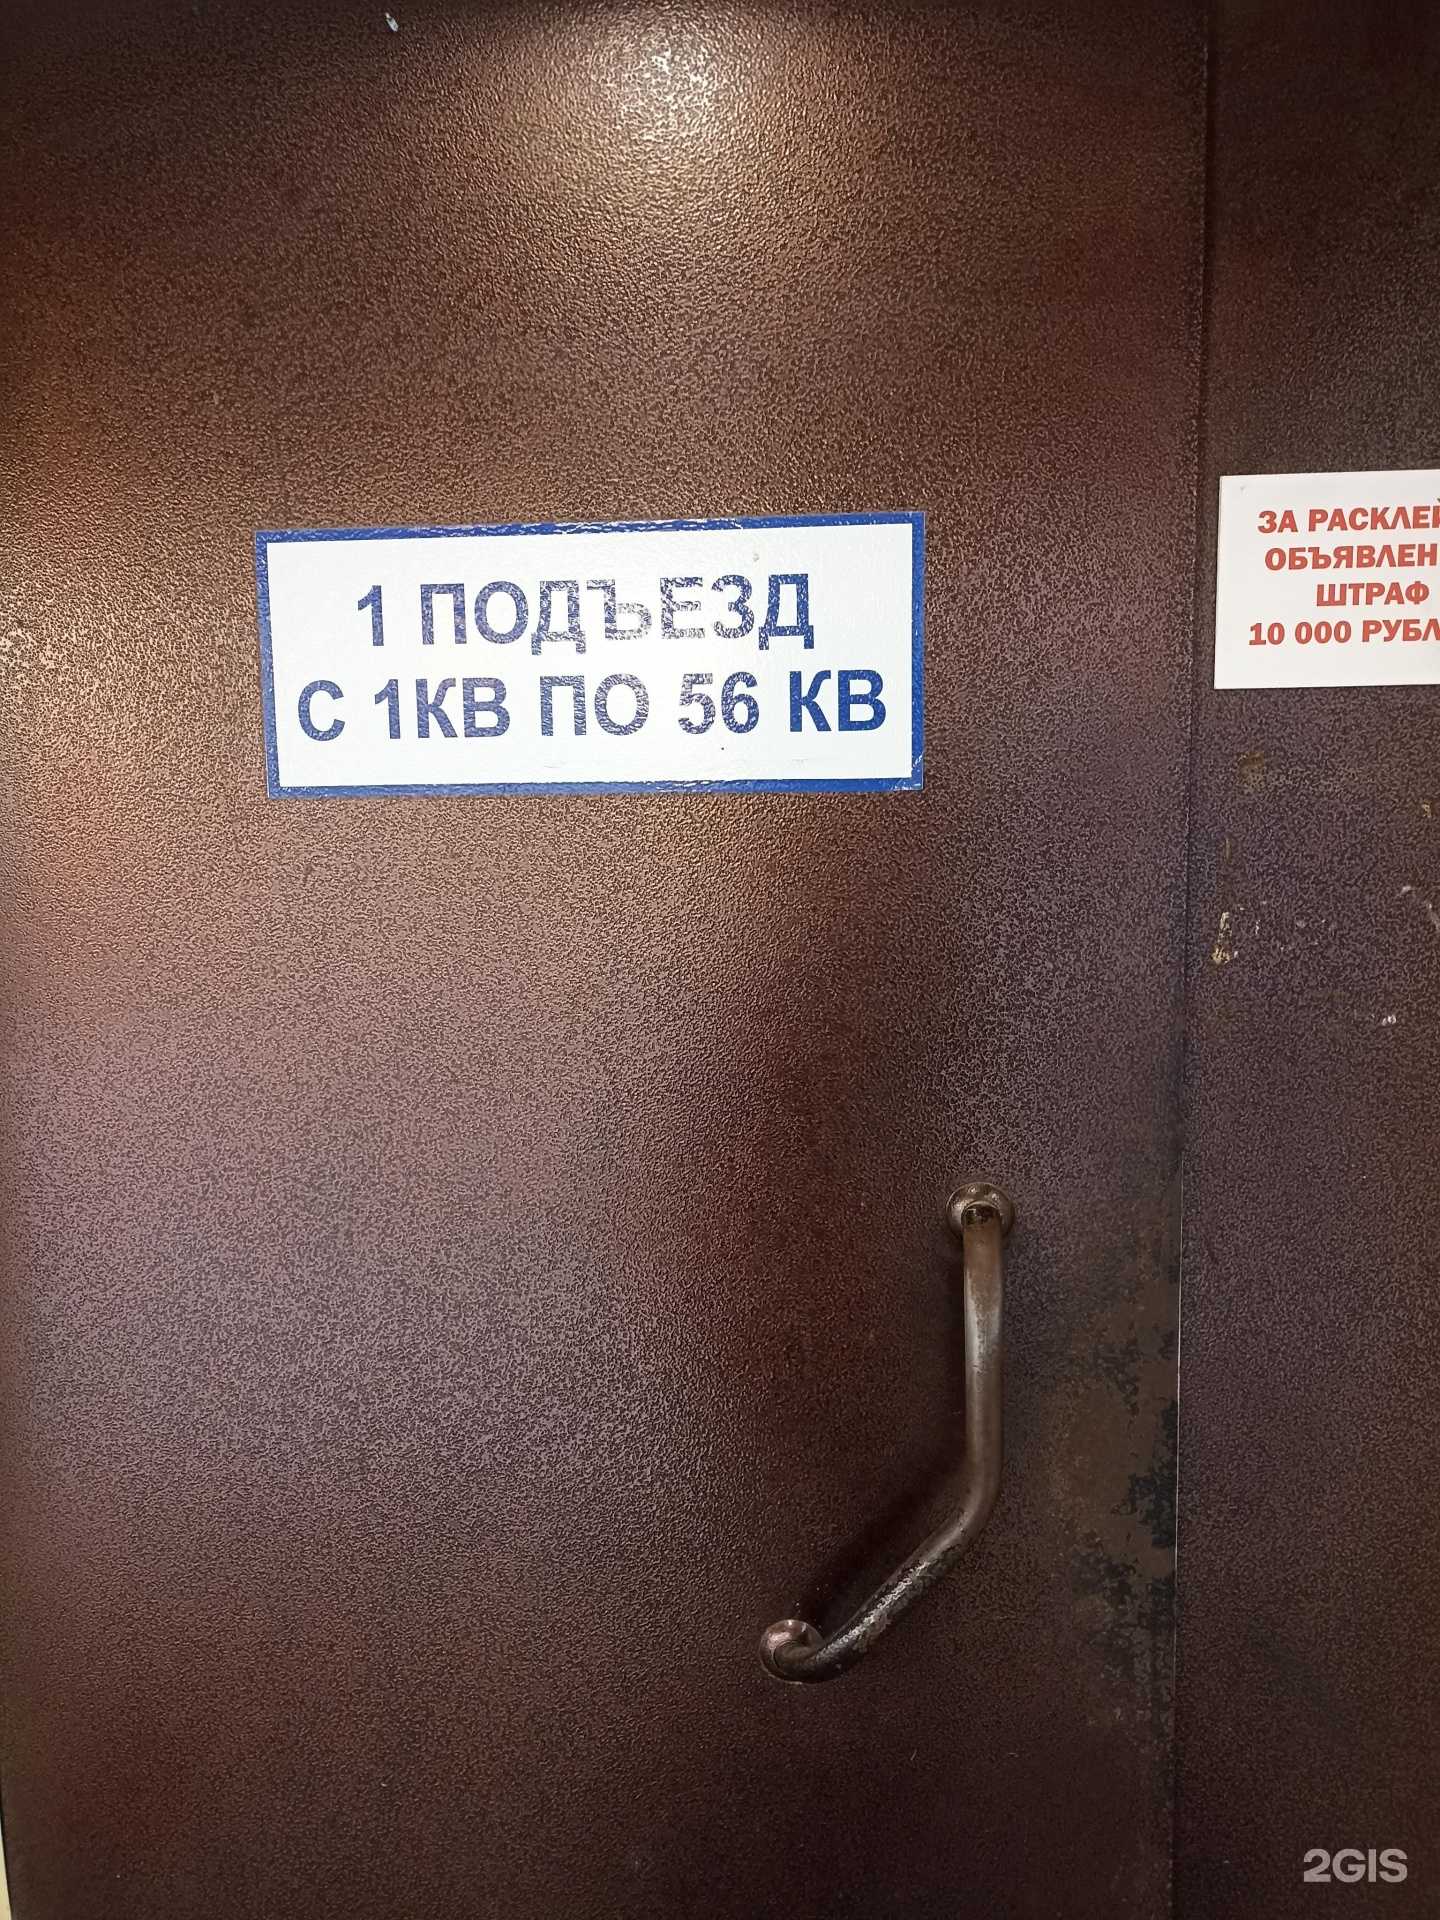 1 ПОДЪЕЗД
С 1КВ ПО 56 КВ
ЗА РАСКЛЕЙ
ОБЪЯВЛЕН
ШТРАФ
10 000 РУБЛ
2GIS